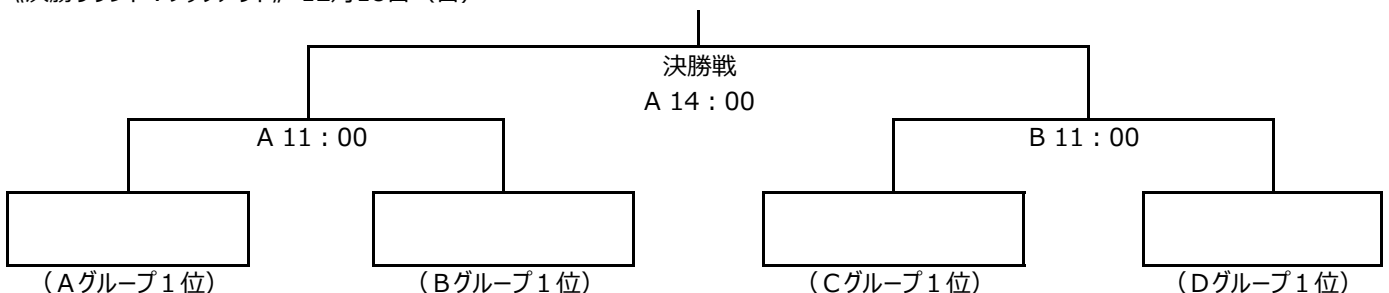 決勝戦
A 14：00
A 11：00
B 11：00
（Aグループ１位）
（Bグループ１位）
（Cグループ１位）
（Dグループ１位）